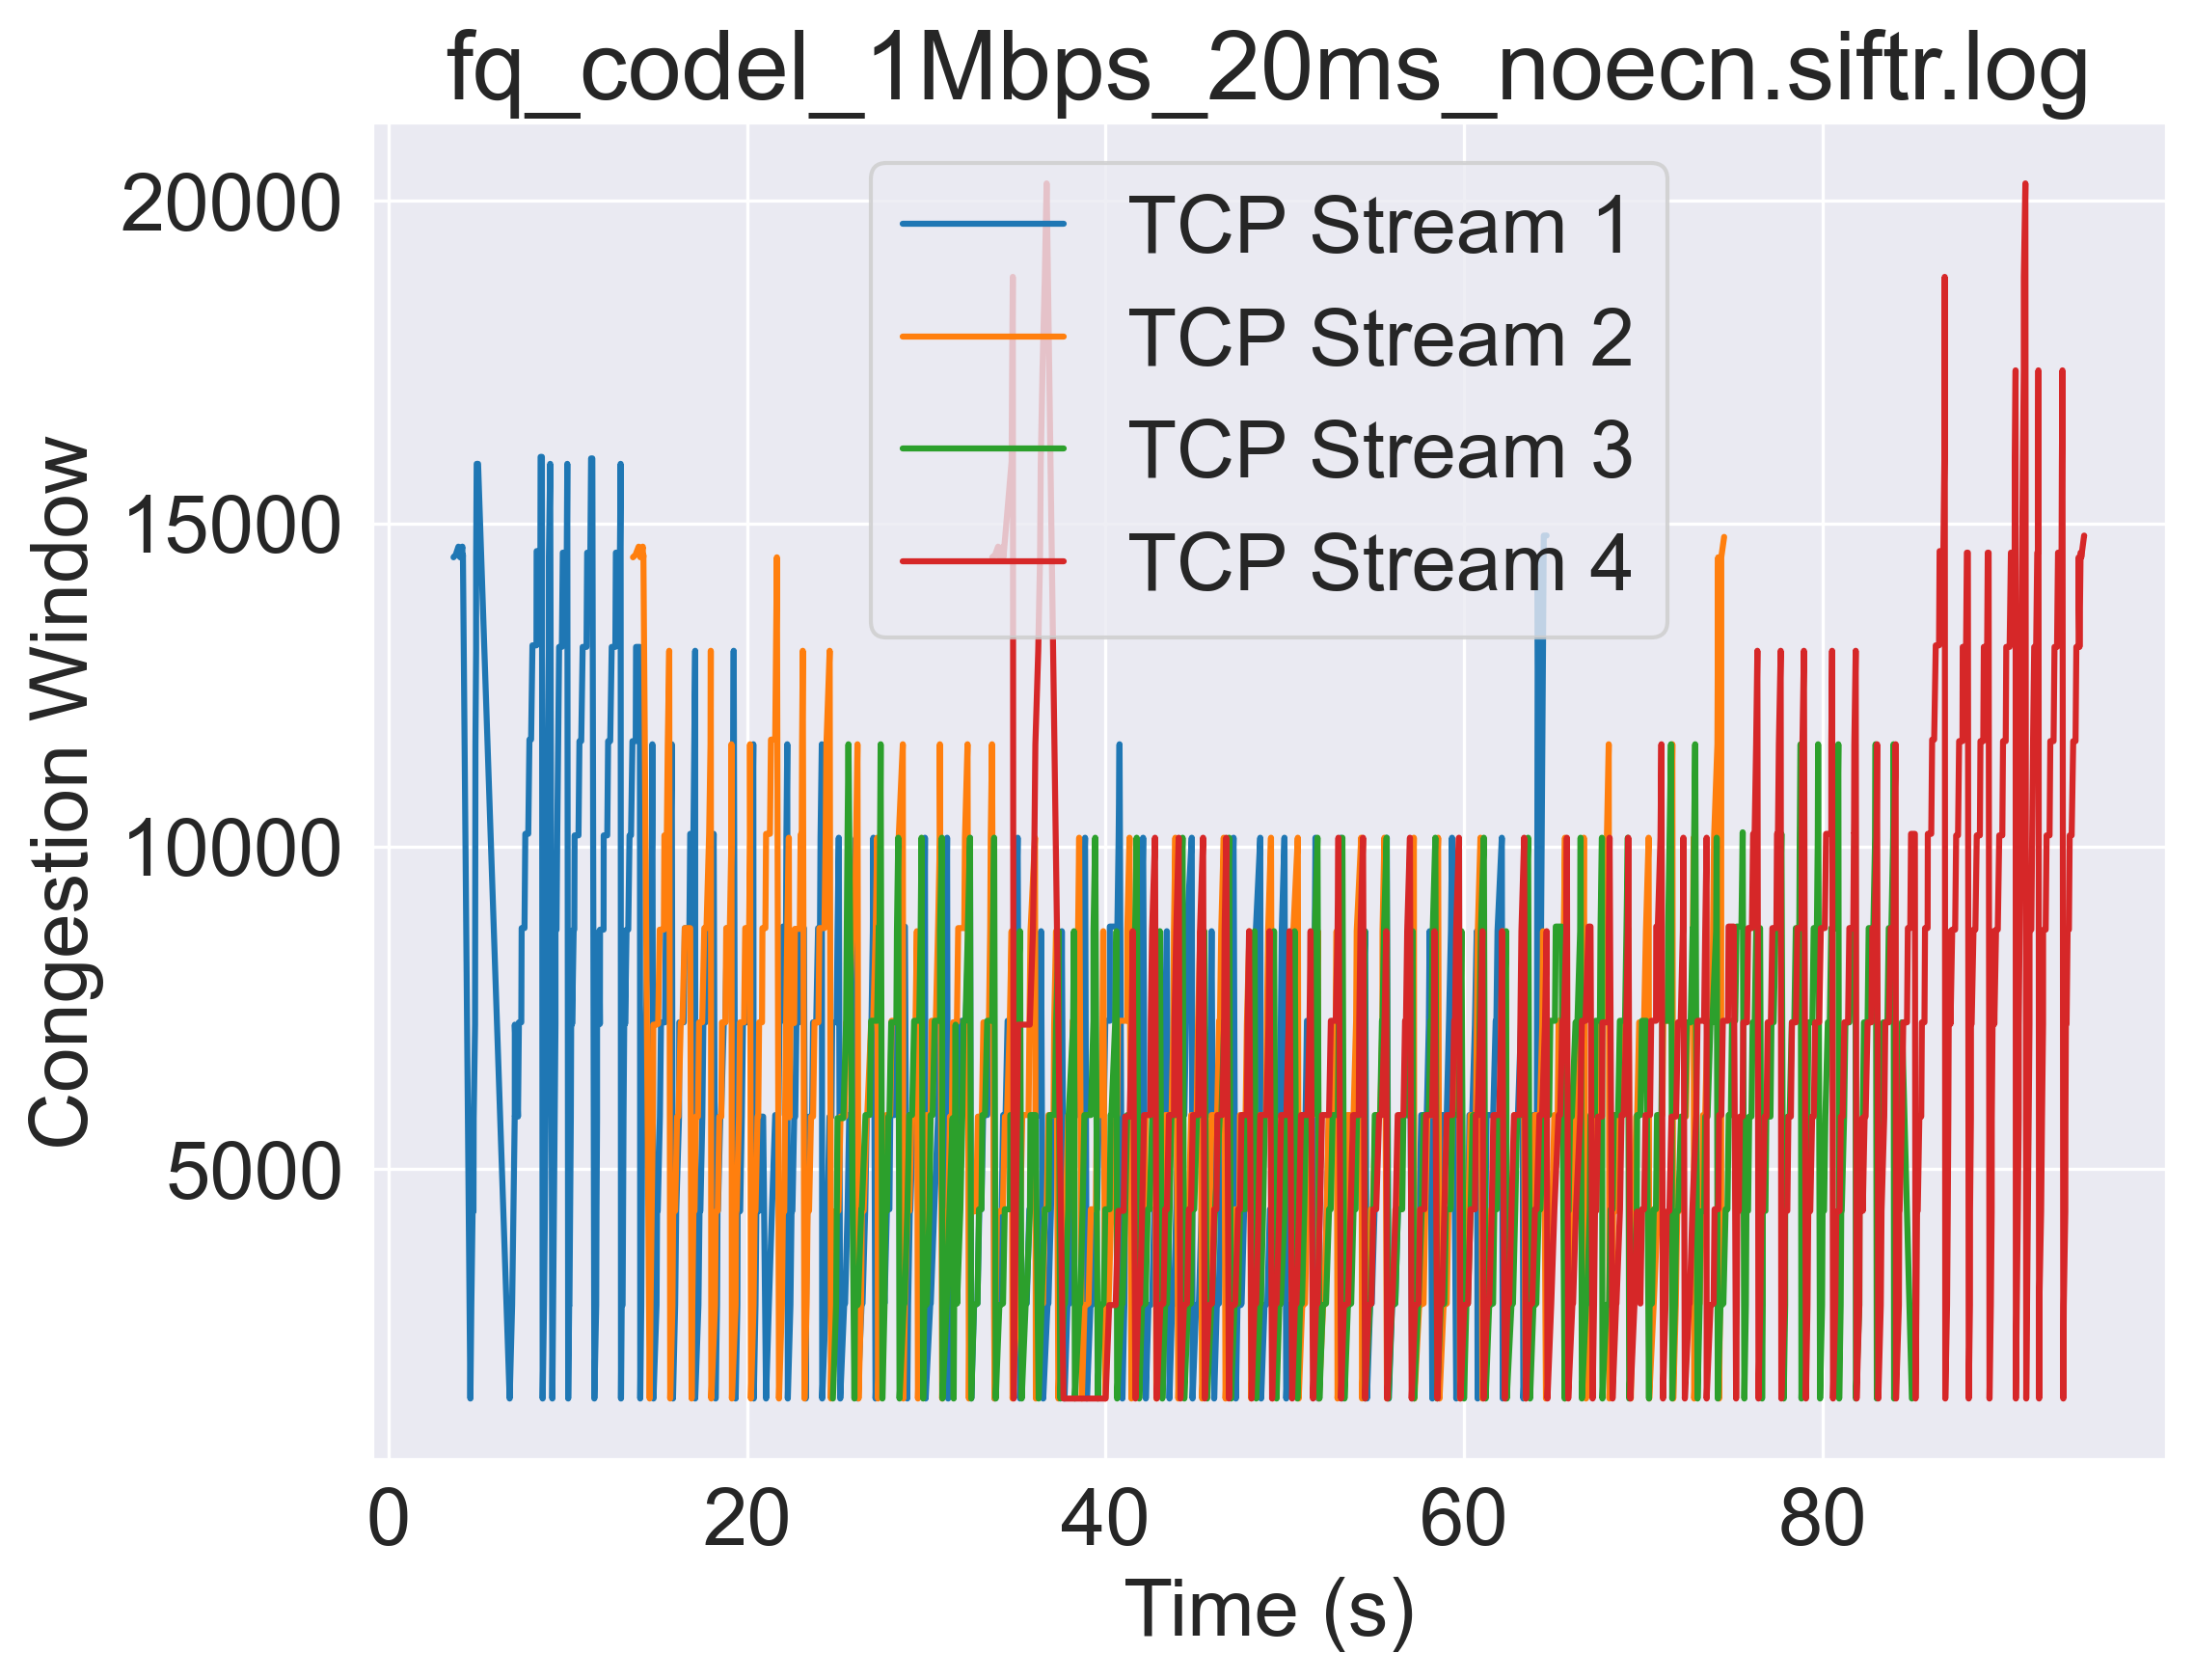 fq_codel_1Mbps_20ms_noecn.siftr.log
20000
15000
10000
5000
Congestion Window
TCP Stream 1
TCP Stream 2
TCP Stream 3
TCP Stream 4
0 20 40 60 80
Time (s)